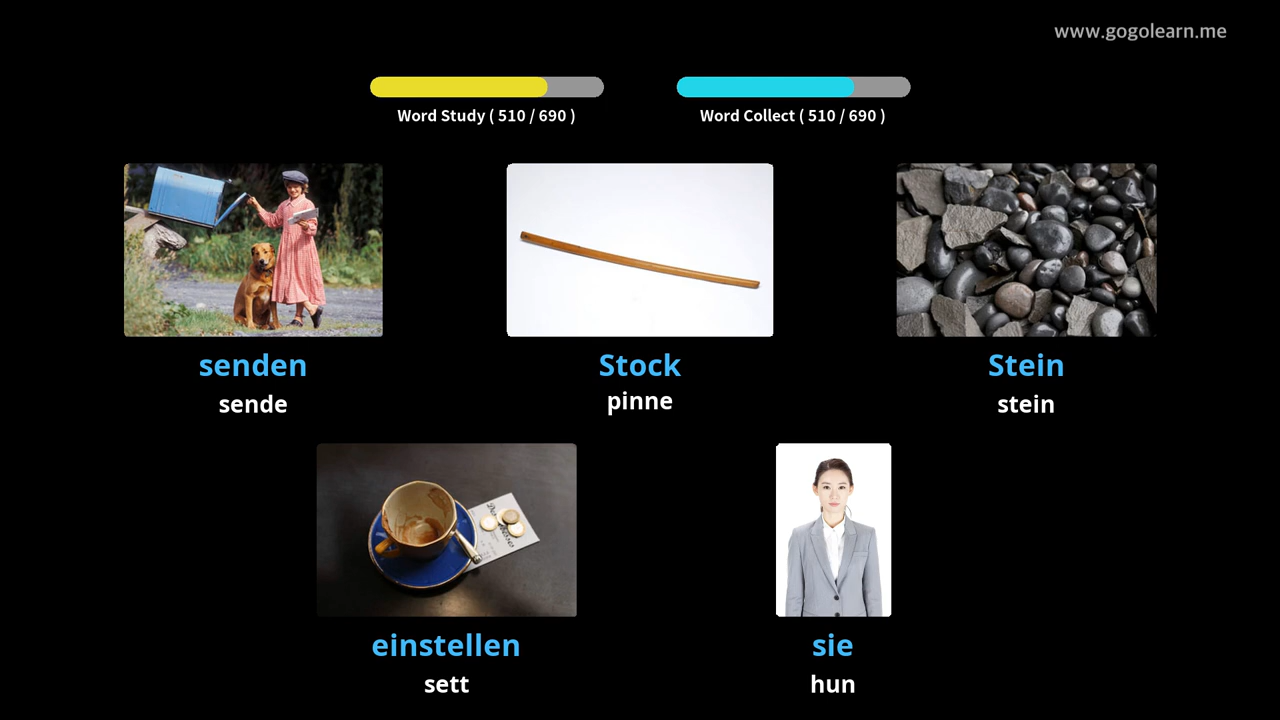 www.gogolearn.me
Word Study ( 510 / 690 )
Word Collect ( 510 / 690 )
senden
sende
Stock
pinne
Stein
stein
einstellen
sett
sie
hun